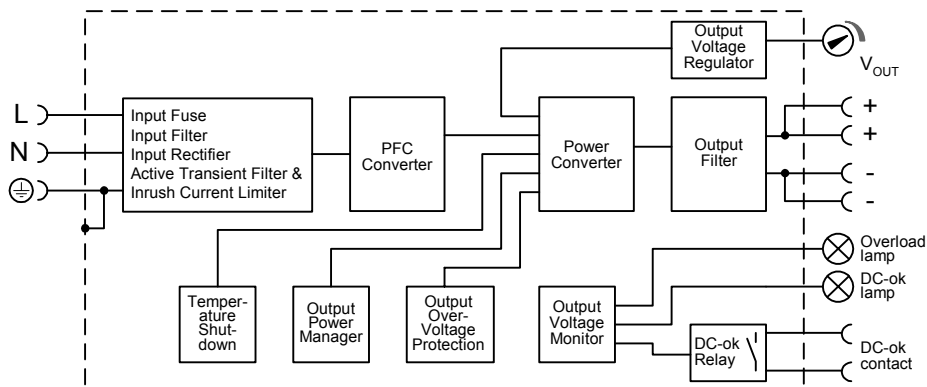 Output
Voltage
Regulator
VOUT
L
N
Input Fuse
Input Filter
Input Rectifier
Active Transient Filter &
Inrush Current Limiter
PFC
Converter
Power
Converter
Output
Filter
+
+
-
-
Temper-
ature
Shut-
down
Output
Power
Manager
Output
Over-
Voltage
Protection
Output
Voltage
Monitor
DC-ok
Relay
Overload
lamp
DC-ok
lamp
DC-ok
contact